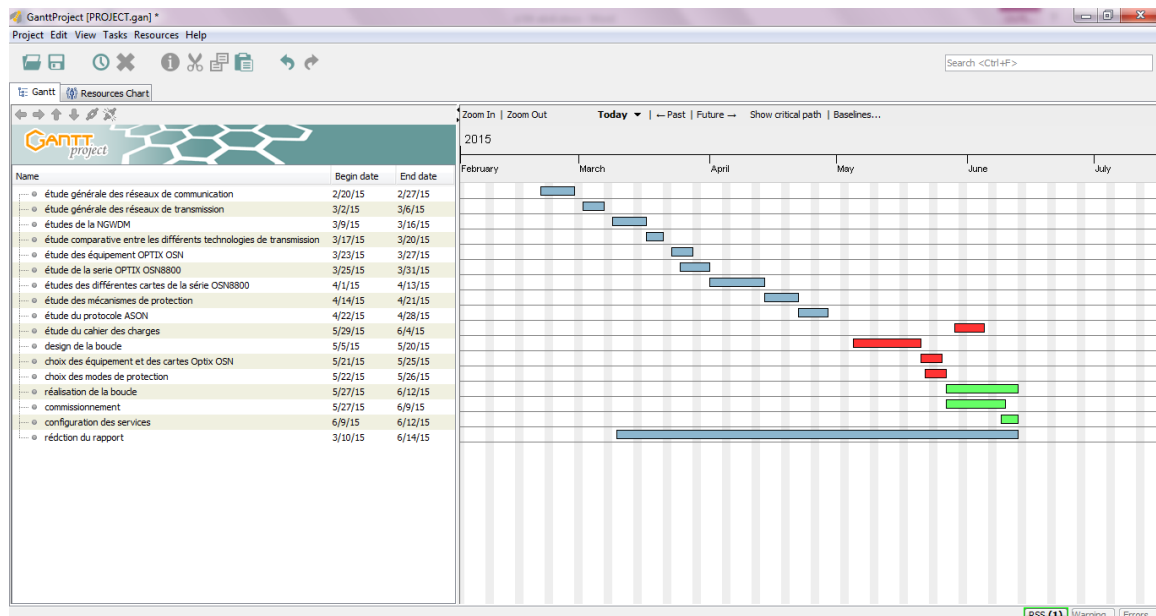 GanttProject [PROJECT.gan] *
Project Edit View Tasks Resources Help
Search <Ctrl+F>
Gantt Resources Chart
GANTT project
Zoom In | Zoom Out Today ▼ | ← Past | Future → Show critical path | Baselines...
2015
February March April May June July
Name Begin date End date
étude générale des réseaux de communication 2/20/15 2/27/15
étude générale des réseaux de transmission 3/2/15 3/6/15
études de la NGWDM 3/9/15 3/16/15
étude comparative entre les différents technologies de transmission 3/17/15 3/20/15
étude des équipement OPTIX OSN 3/23/15 3/27/15
étude de la serie OPTIX OSN8800 3/25/15 3/31/15
études des différentes cartes de la série OSN8800 4/1/15 4/13/15
étude des mécanismes de protection 4/14/15 4/21/15
étude du protocole ASON 4/22/15 4/28/15
étude du cahier des charges 5/29/15 6/4/15
design de la boucle 5/5/15 5/20/15
choix des équipement et des cartes Optix OSN 5/21/15 5/25/15
choix des modes de protection 5/22/15 5/26/15
réalisation de la boucle 5/27/15 6/12/15
commissionnement 5/27/15 6/9/15
configuration des services 6/9/15 6/12/15
rédction du rapport 3/10/15 6/14/15
RSS (1) Warning Errors